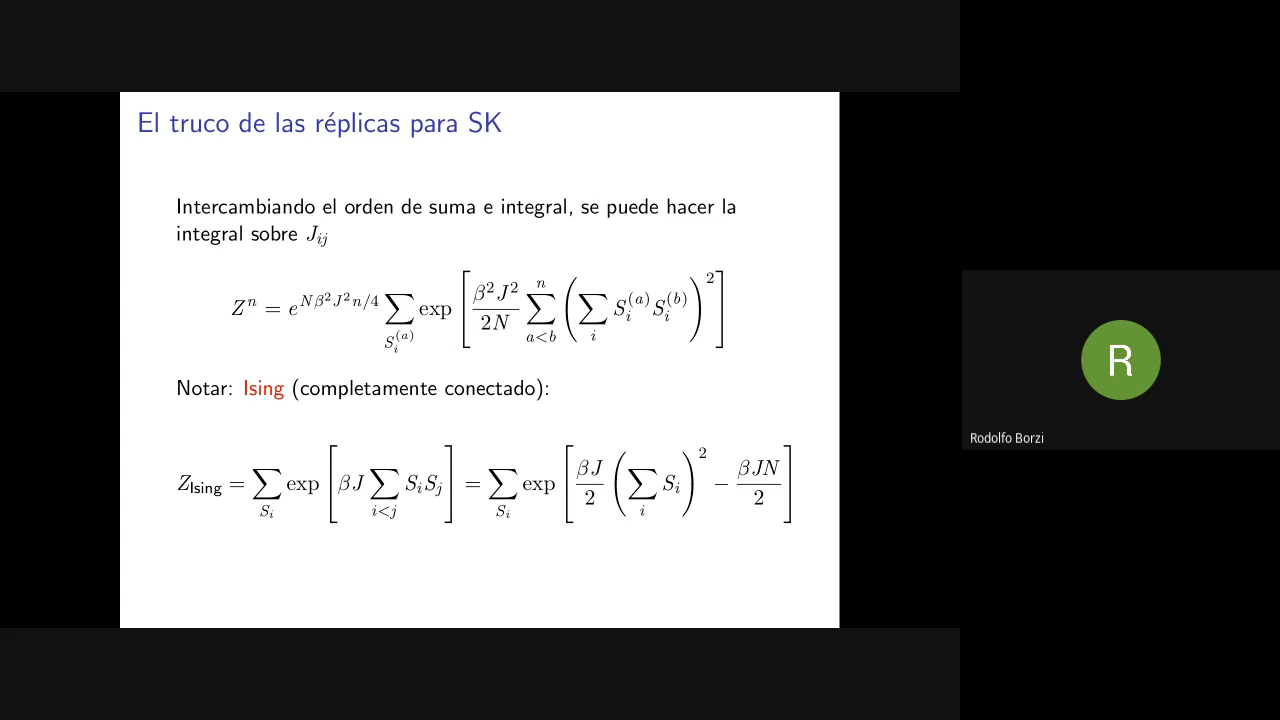 El truco de las réplicas para SK
Intercambiando el orden de suma e integral, se puede hacer la
integral sobre $J_{ij}$
$Z^n = e^{N\beta^2 J^2 n/4} \sum_{S_i^{(a)}} \exp\left[\frac{\beta^2 J^2}{2N} \sum_{a<b}^{n} \left(\sum_i S_i^{(a)} S_i^{(b)}\right)^2\right]$
Notar: Ising (completamente conectado):
$Z_{\text{Ising}} = \sum_{S_i} \exp\left[\beta J \sum_{i<j} S_i S_j\right] = \sum_{S_i} \exp\left[\frac{\beta J}{2} \left(\sum_i S_i\right)^2 - \frac{\beta J N}{2}\right]$
R
Rodolfo Borzi